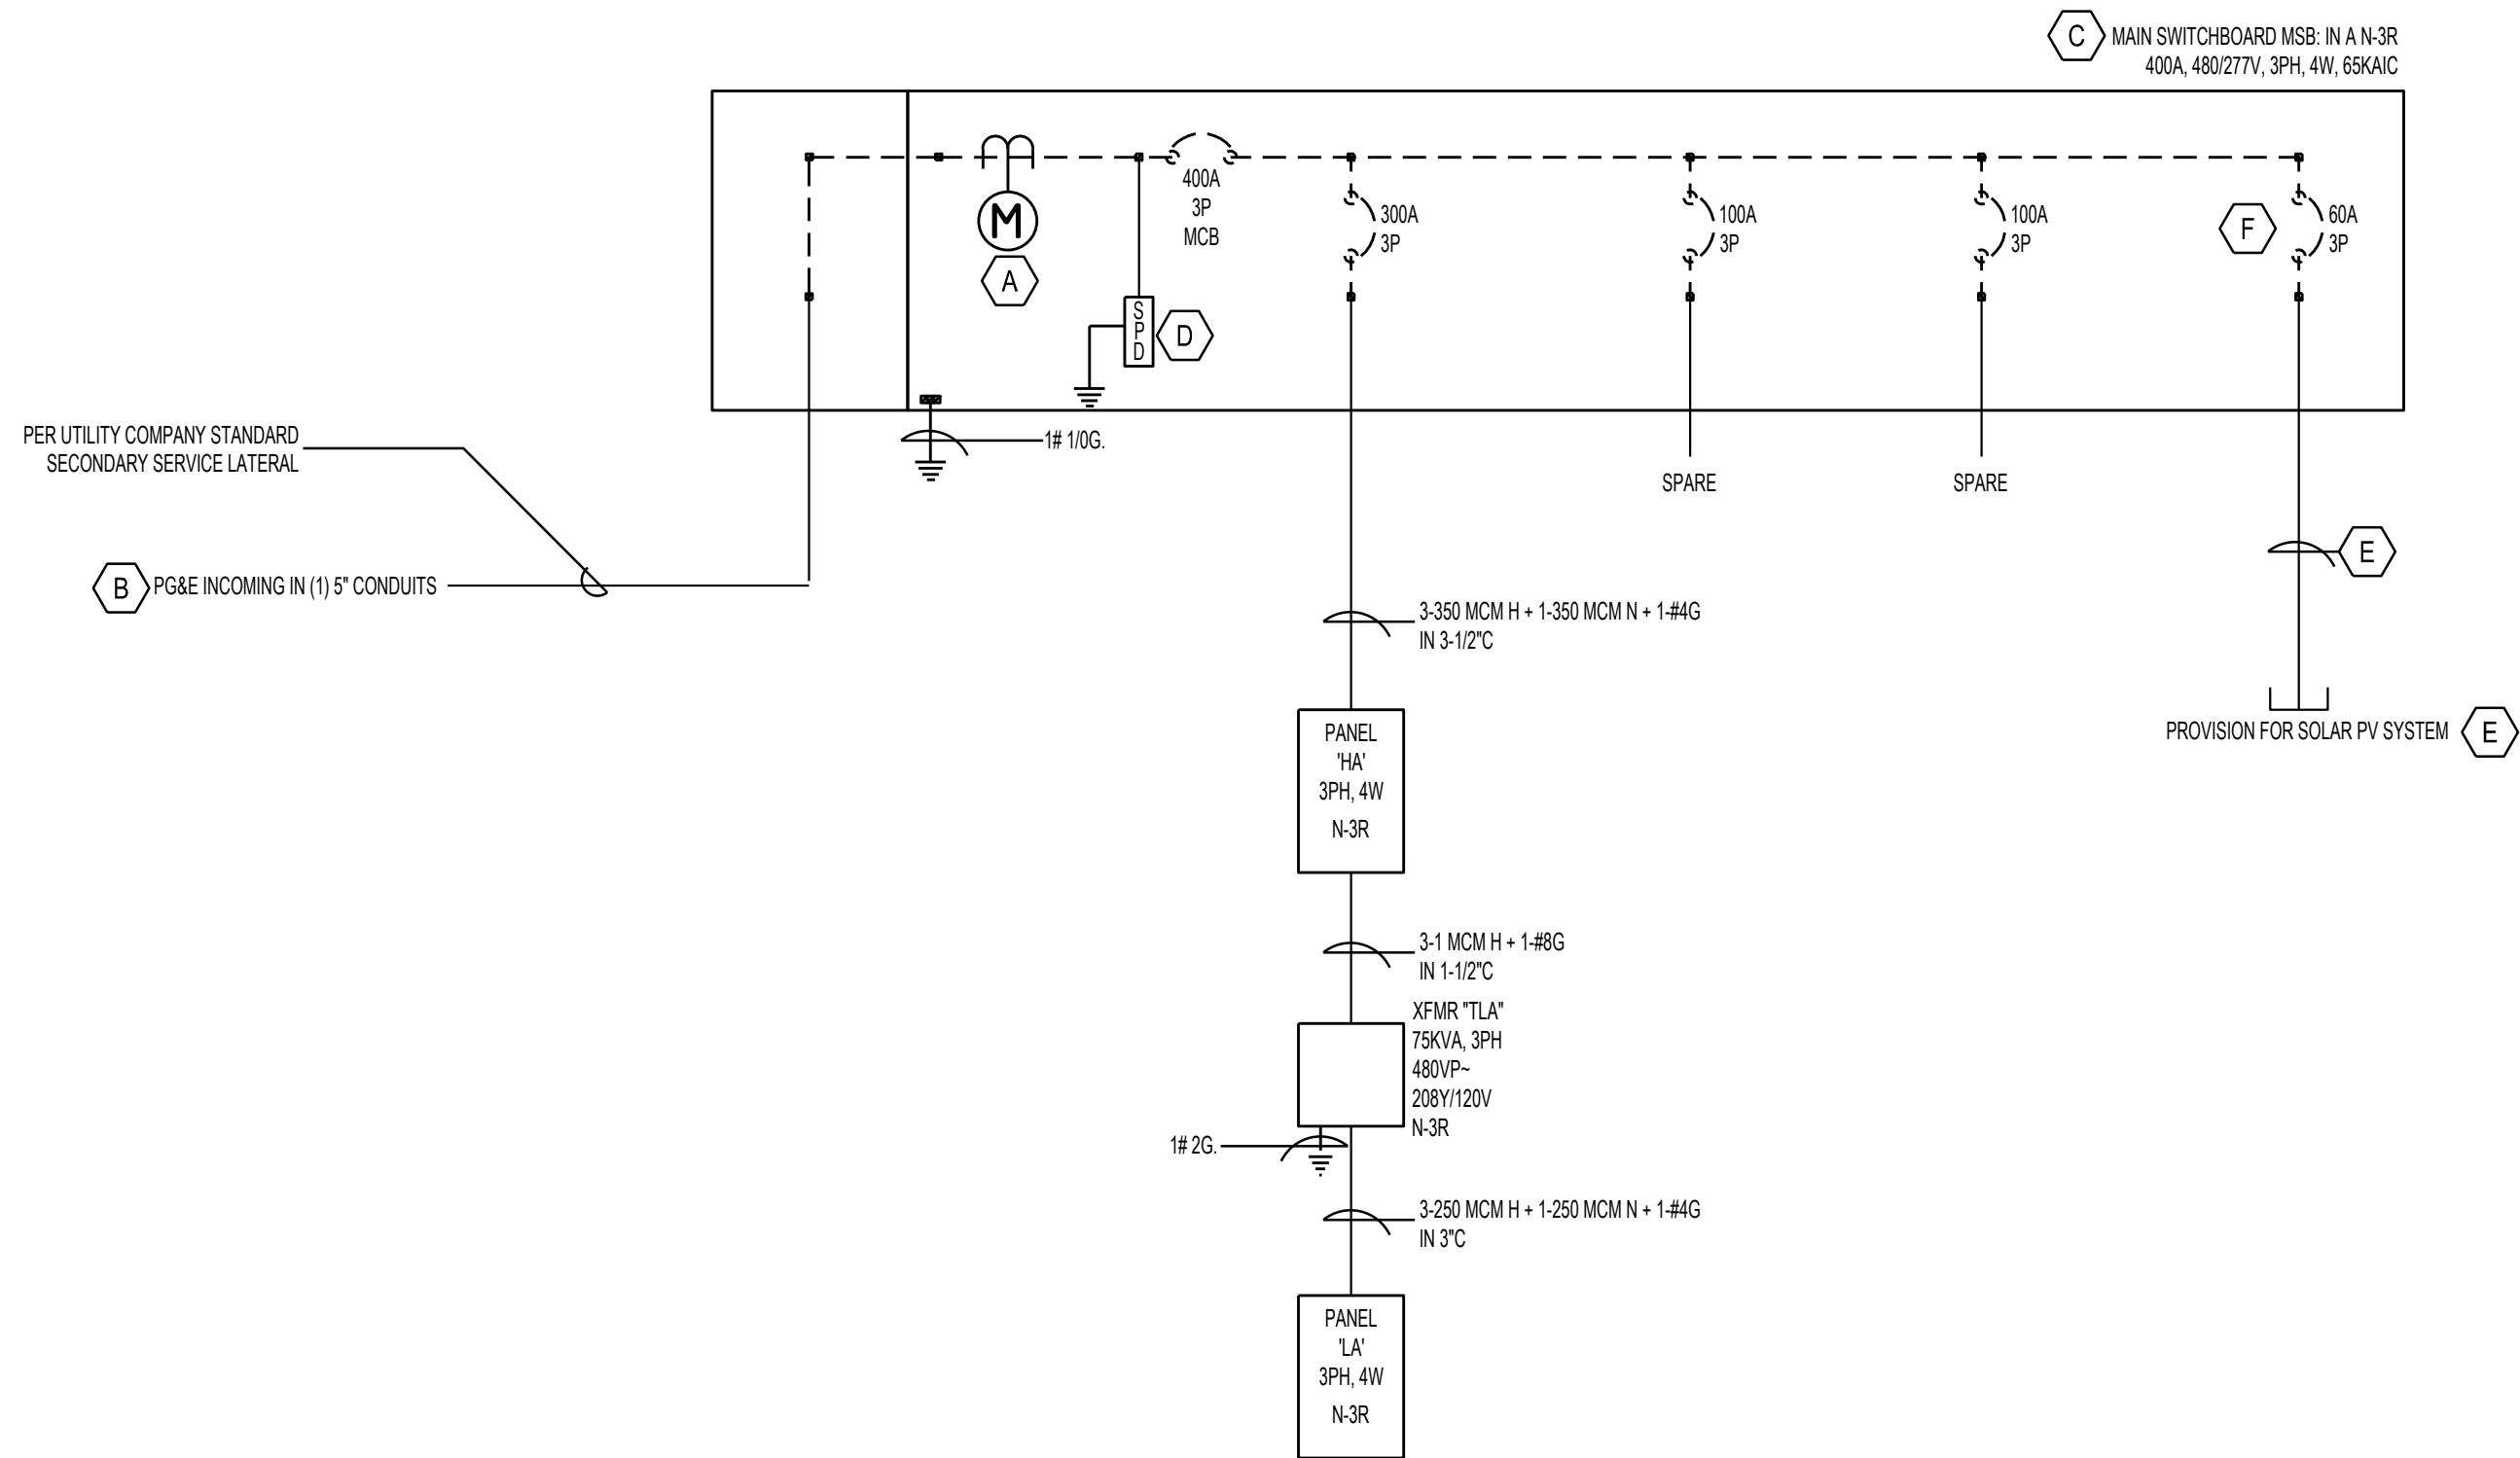 C
MAIN SWITCHBOARD MSB: IN A N-3R
400A, 480/277V, 3PH, 4W, 65KAIC
400A
3P
MCB
M
A
SPD
D
300A
3P
100A
3P
100A
3P
F
60A
3P
1# 1/0G.
PER UTILITY COMPANY STANDARD
SECONDARY SERVICE LATERAL
B
PG&E INCOMING IN (1) 5" CONDUITS
SPARE
SPARE
E
3-350 MCM H + 1-350 MCM N + 1-#4G
IN 3-1/2"C
PROVISION FOR SOLAR PV SYSTEM
E
PANEL
'HA'
3PH, 4W
N-3R
3-1 MCM H + 1-#8G
IN 1-1/2"C
XFMR "TLA"
75KVA, 3PH
480VP~
208Y/120V
N-3R
1# 2G.
3-250 MCM H + 1-250 MCM N + 1-#4G
IN 3"C
PANEL
'LA'
3PH, 4W
N-3R